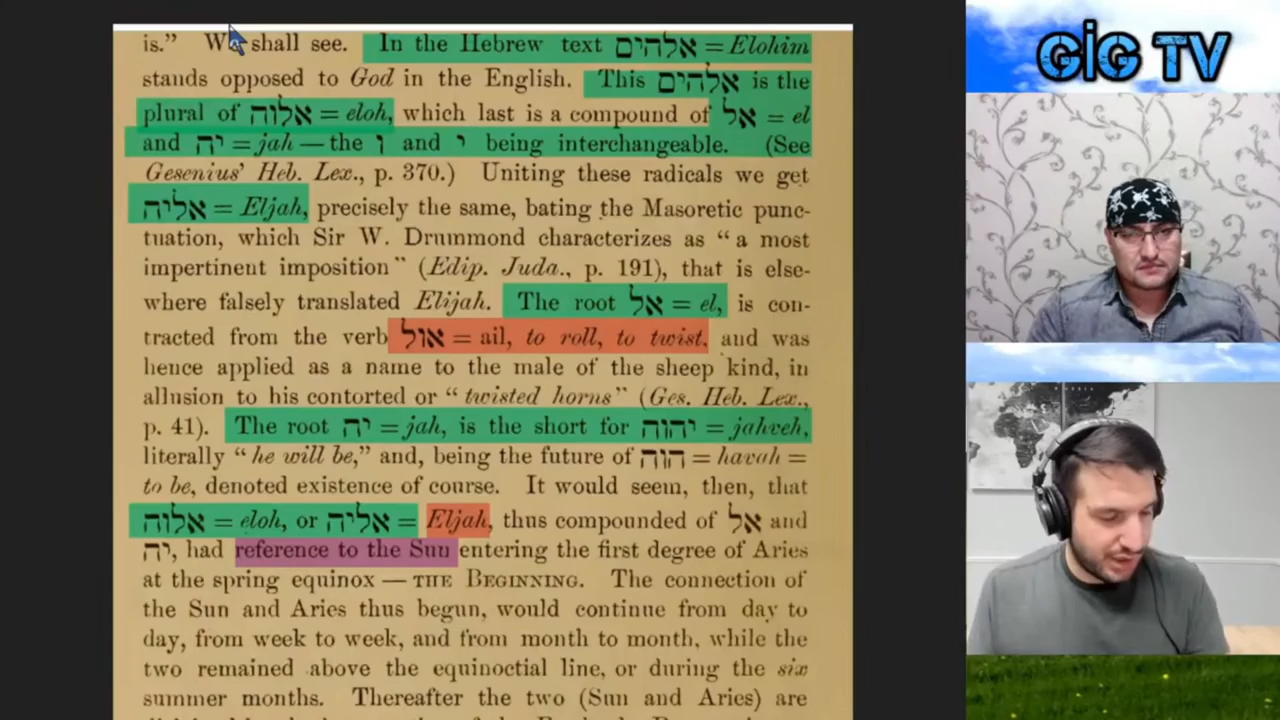 is." We shall see. In the Hebrew text אלהים = Elohim
stands opposed to God in the English. This אלהים is the
plural of אלוה = eloh, which last is a compound of אל = el
and יה = jah — the ו and י being interchangeable. (See
Gesenius' Heb. Lex., p. 370.) Uniting these radicals we get
אליה = Eljah, precisely the same, bating the Masoretic punc-
tuation, which Sir W. Drummond characterizes as “a most
impertinent imposition” (Edip. Juda., p. 191), that is else-
where falsely translated Elijah. The root אל = el, is con-
tracted from the verb אול = ail, to roll, to twist, and was
hence applied as a name to the male of the sheep kind, in
allusion to his contorted or “twisted horns” (Ges. Heb. Lex.,
p. 41). The root יה = jah, is the short for יהוה = jahveh,
literally “he will be,” and, being the future of הוה = havah =
to be, denoted existence of course. It would seem, then, that
אלוה = eloh, or אליה = Eljah, thus compounded of אל and
יה, had reference to the Sun entering the first degree of Aries
at the spring equinox — THE BEGINNING. The connection of
the Sun and Aries thus begun, would continue from day to
day, from week to week, and from month to month, while the
two remained above the equinoctial line, or during the six
summer months. Thereafter the two (Sun and Aries) are
GİG TV